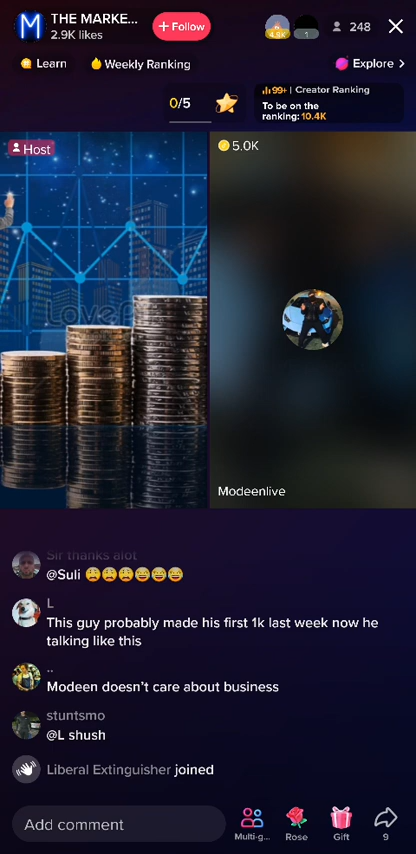 M THE MARKE...
2.9K likes
+ Follow
4.9K
1
248
Learn
Weekly Ranking
Explore >
0/5
99+ | Creator Ranking
To be on the
ranking: 10.4K
Host
5.0K
Modeenlive
Sir thanks alot
@Suli 😩😩😩😅😅😅
L
This guy probably made his first 1k last week now he
talking like this
..
Modeen doesn't care about business
stuntsmo
@L shush
Liberal Extinguisher joined
Add comment
Multi-g...
Rose
Gift
9